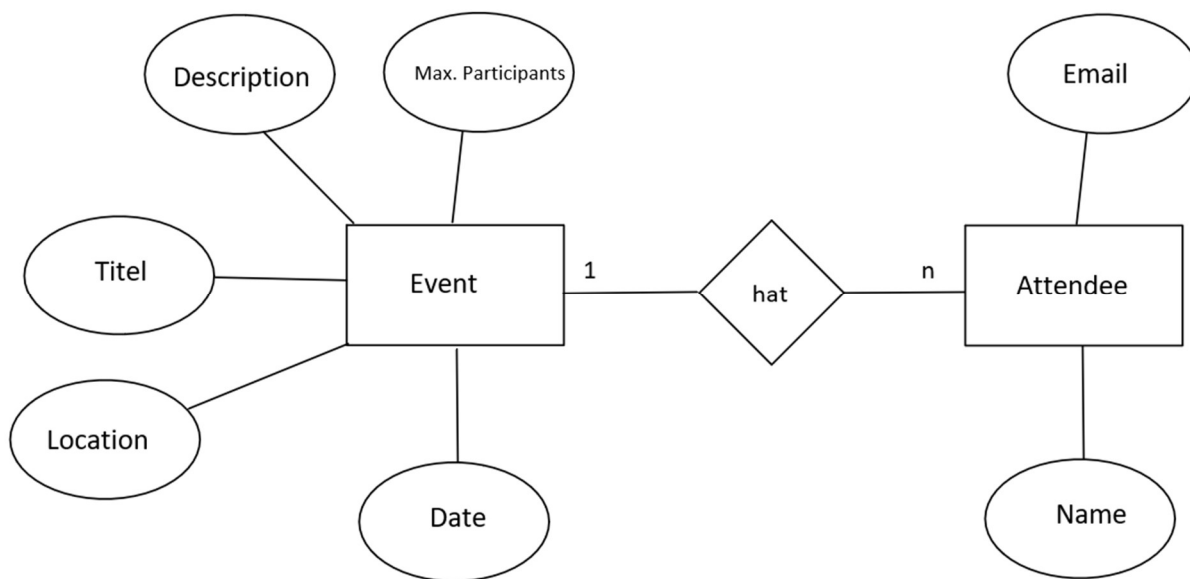 Description
Max. Participants
Email
Titel
Event
1
hat
n
Attendee
Location
Date
Name